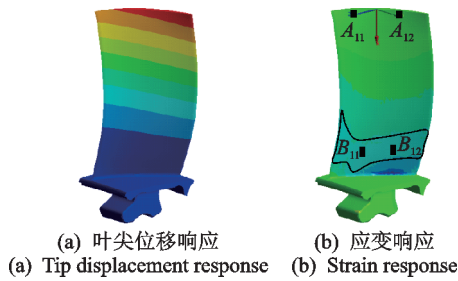 A₁₁ A₁₂
B₁₁ B₁₂
(a) 叶尖位移响应 (b) 应变响应
(a) Tip displacement response (b) Strain response